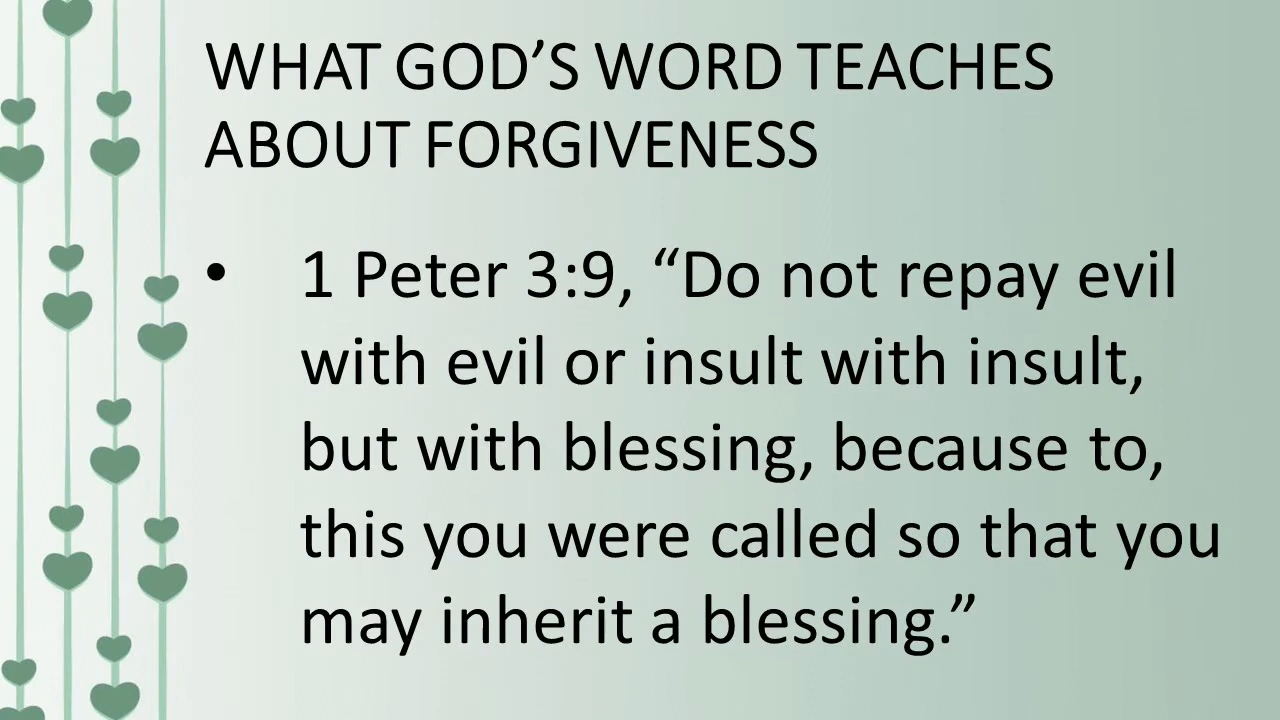 WHAT GOD’S WORD TEACHES
ABOUT FORGIVENESS
• 1 Peter 3:9, “Do not repay evil
with evil or insult with insult,
but with blessing, because to,
this you were called so that you
may inherit a blessing.”